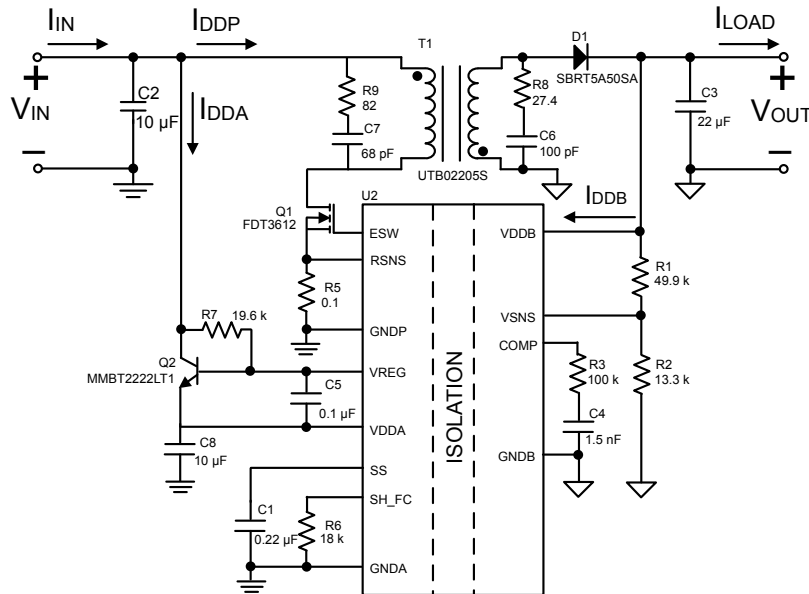 IIN
IDDP
T1
D1
ILOAD
SBRT5A50SA
+
VIN
–
C2
10 µF
IDDA
R9
82
C7
68 pF
R8
27.4
C6
100 pF
UTB02205S
C3
22 µF
+
VOUT
–
IDDB
Q1
FDT3612
U2
ESW
RSNS
R5
0.1
GNDP
VDDB
R1
49.9 k
VSNS
COMP
R3
100 k
R2
13.3 k
C4
1.5 nF
GNDB
ISOLATION
R7
19.6 k
Q2
MMBT2222LT1
VREG
C5
0.1 µF
VDDA
C8
10 µF
SS
SH_FC
C1
0.22 µF
R6
18 k
GNDA